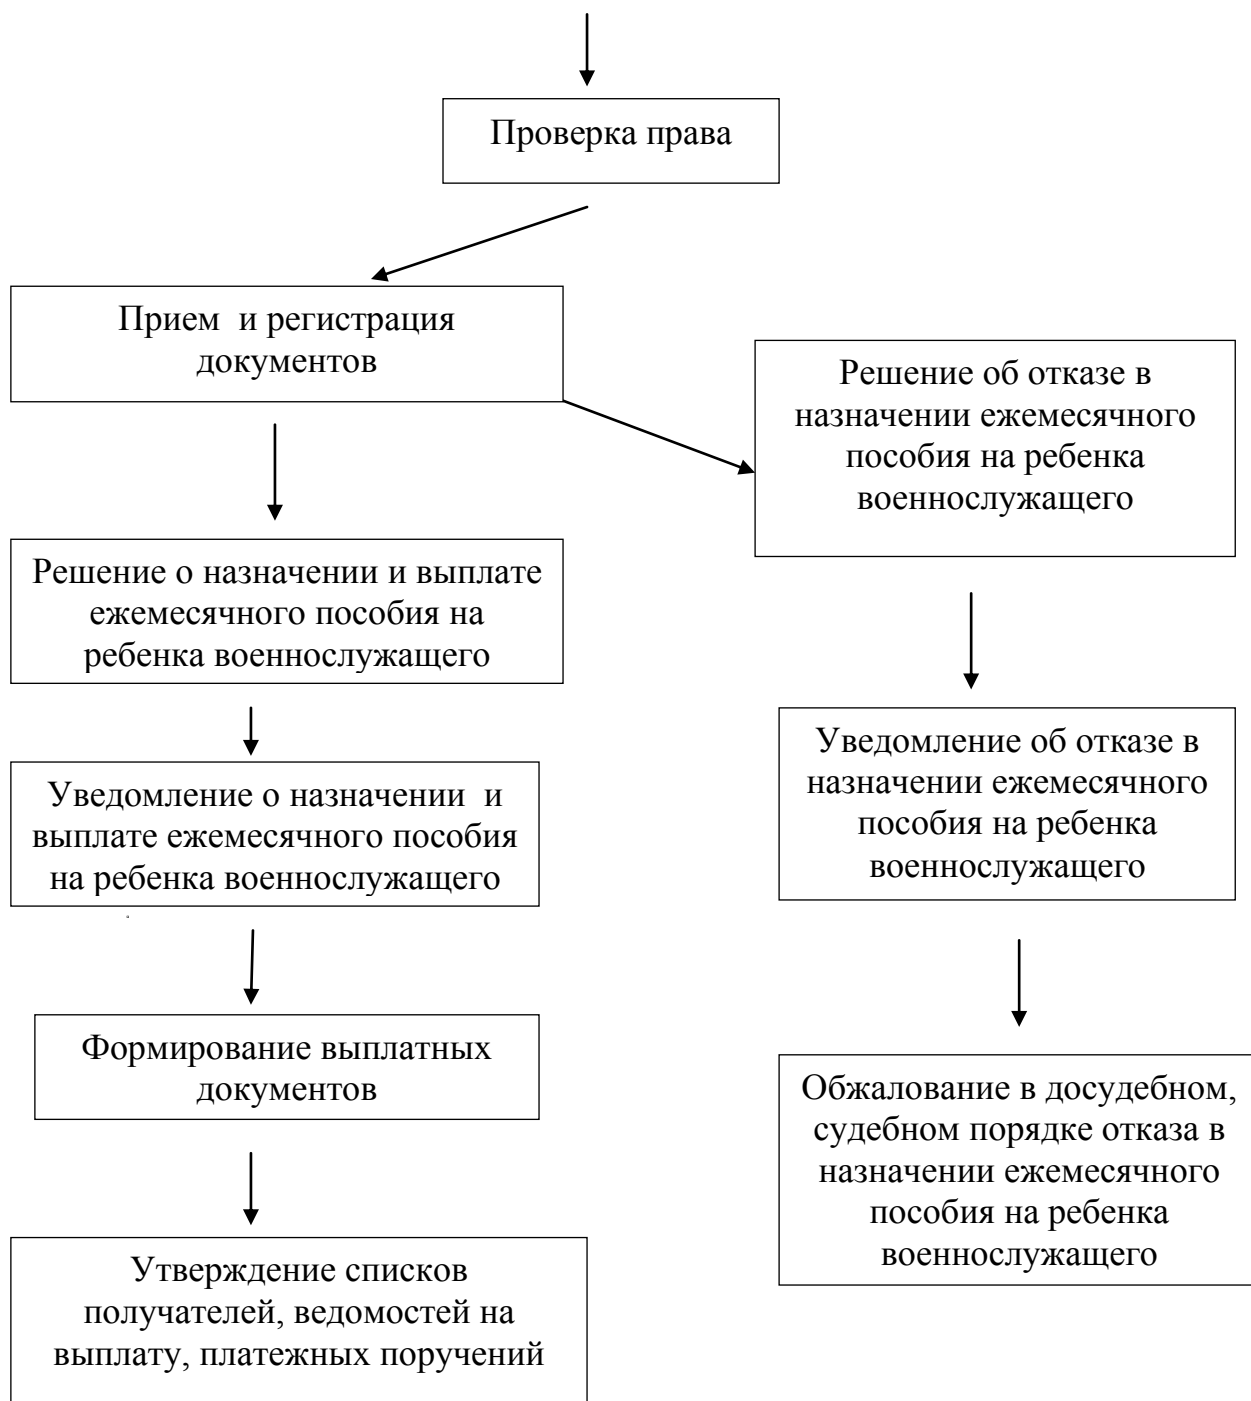 Проверка права
Прием  и регистрация
документов
Решение об отказе в
назначении ежемесячного
пособия на ребенка
военнослужащего
Решение о назначении и выплате
ежемесячного пособия на
ребенка военнослужащего
Уведомление об отказе в
назначении ежемесячного
пособия на ребенка
военнослужащего
Уведомление о назначении  и
выплате ежемесячного пособия
на ребенка военнослужащего
Формирование выплатных
документов
Обжалование в досудебном,
судебном порядке отказа в
назначении ежемесячного
пособия на ребенка
военнослужащего
Утверждение списков
получателей, ведомостей на
выплату, платежных поручений